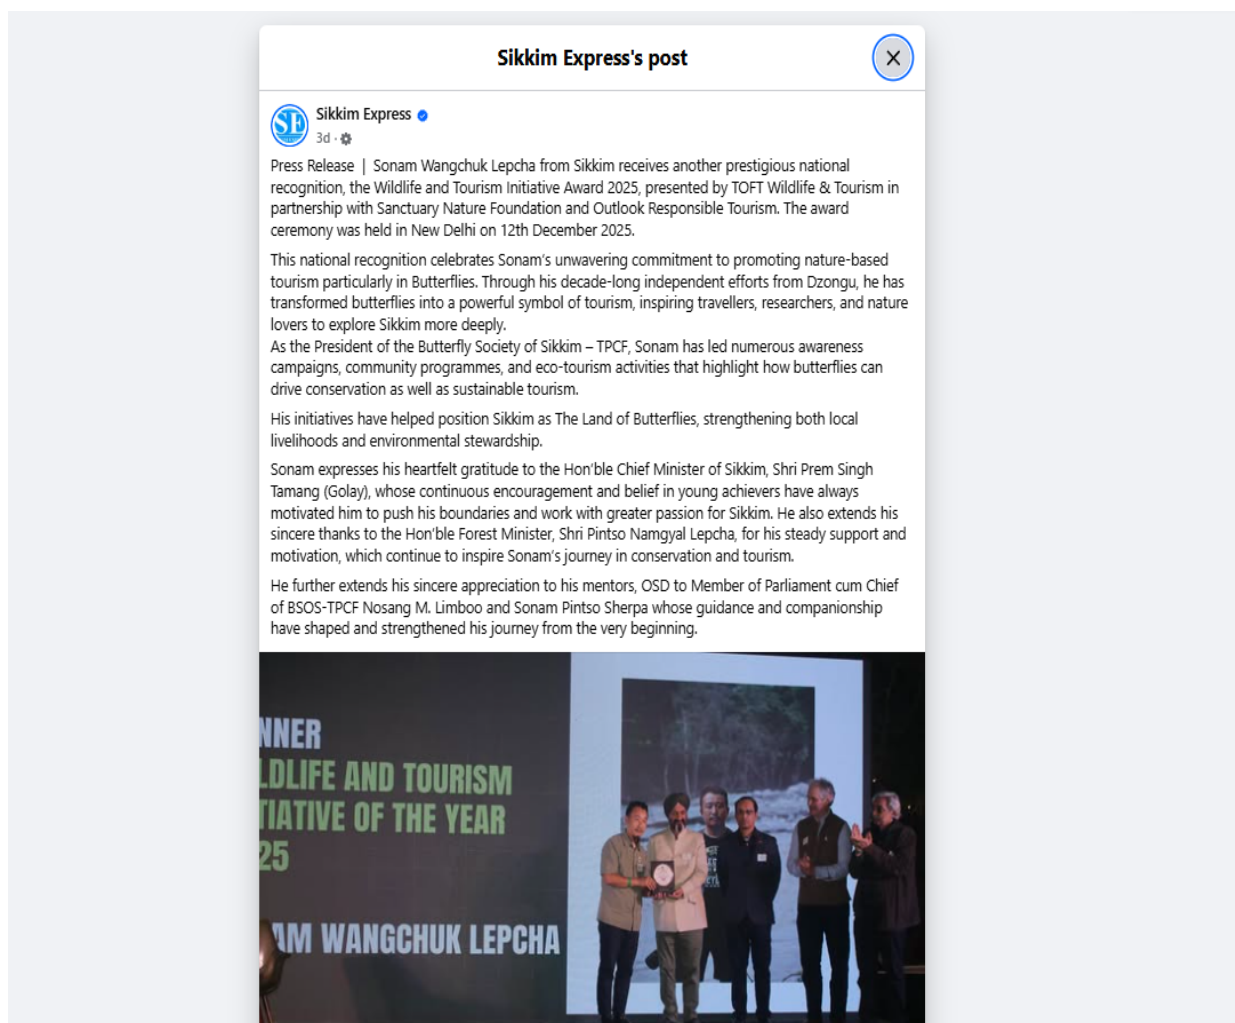 Sikkim Express's post
Sikkim Express
3d ·
Press Release | Sonam Wangchuk Lepcha from Sikkim receives another prestigious national
recognition, the Wildlife and Tourism Initiative Award 2025, presented by TOFT Wildlife & Tourism in
partnership with Sanctuary Nature Foundation and Outlook Responsible Tourism. The award
ceremony was held in New Delhi on 12th December 2025.
This national recognition celebrates Sonam's unwavering commitment to promoting nature-based
tourism particularly in Butterflies. Through his decade-long independent efforts from Dzongu, he has
transformed butterflies into a powerful symbol of tourism, inspiring travellers, researchers, and nature
lovers to explore Sikkim more deeply.
As the President of the Butterfly Society of Sikkim – TPCF, Sonam has led numerous awareness
campaigns, community programmes, and eco-tourism activities that highlight how butterflies can
drive conservation as well as sustainable tourism.
His initiatives have helped position Sikkim as The Land of Butterflies, strengthening both local
livelihoods and environmental stewardship.
Sonam expresses his heartfelt gratitude to the Hon'ble Chief Minister of Sikkim, Shri Prem Singh
Tamang (Golay), whose continuous encouragement and belief in young achievers have always
motivated him to push his boundaries and work with greater passion for Sikkim. He also extends his
sincere thanks to the Hon'ble Forest Minister, Shri Pintso Namgyal Lepcha, for his steady support and
motivation, which continue to inspire Sonam's journey in conservation and tourism.
He further extends his sincere appreciation to his mentors, OSD to Member of Parliament cum Chief
of BSOS-TPCF Nosang M. Limboo and Sonam Pintso Sherpa whose guidance and companionship
have shaped and strengthened his journey from the very beginning.
NNER
LDLIFE AND TOURISM
TIATIVE OF THE YEAR
25
AM WANGCHUK LEPCHA